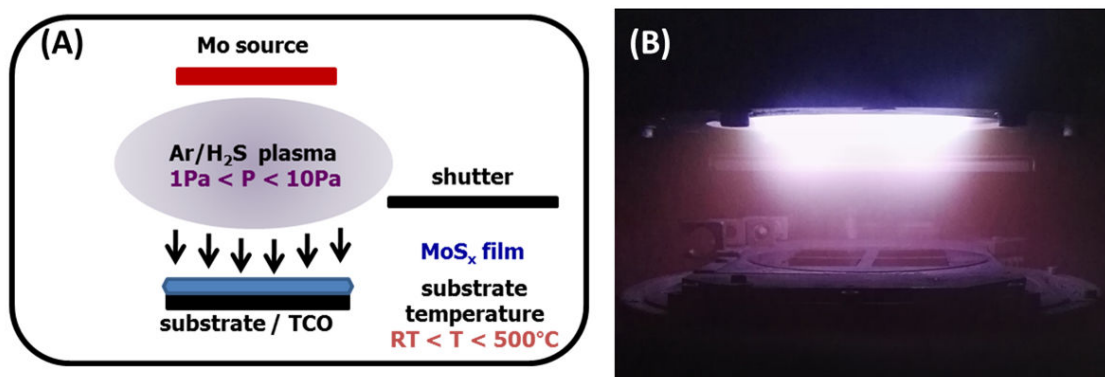 (A)
Mo source
Ar/H₂S plasma
1Pa < P < 10Pa
shutter
MoSₓ film
substrate
temperature
RT < T < 500°C
substrate / TCO
(B)